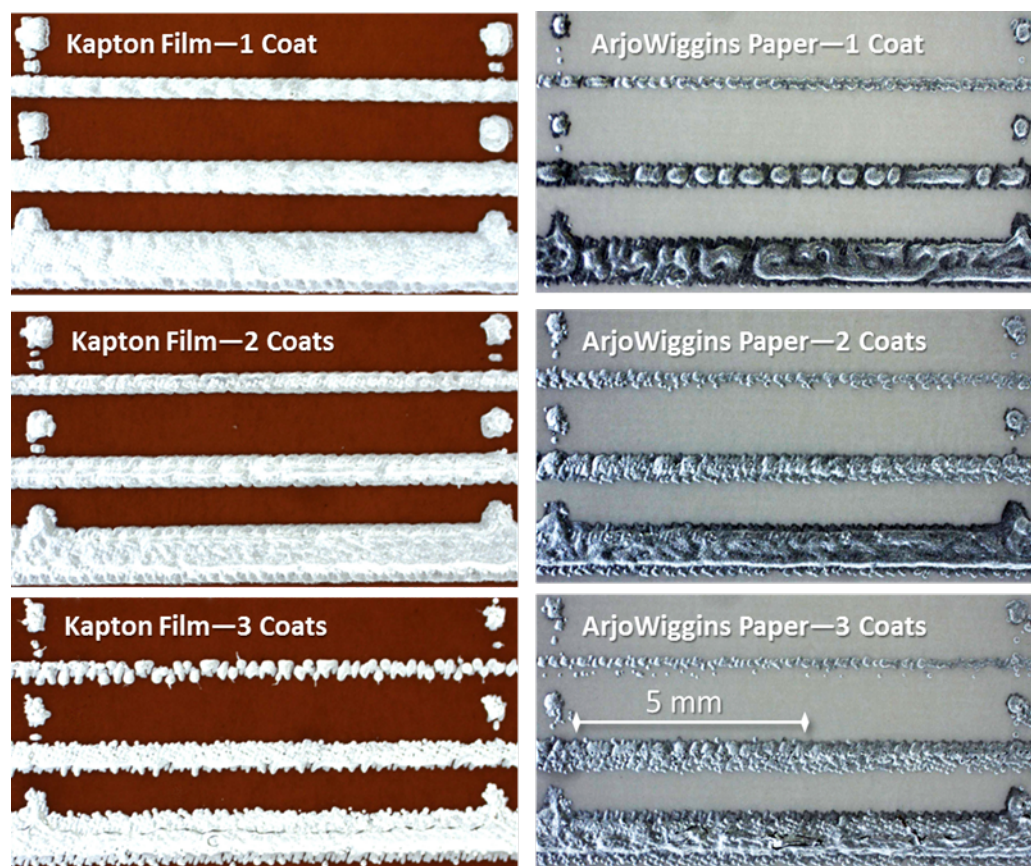 Kapton Film—1 Coat
ArjoWiggins Paper—1 Coat
Kapton Film—2 Coats
ArjoWiggins Paper—2 Coats
Kapton Film—3 Coats
ArjoWiggins Paper—3 Coats
5 mm